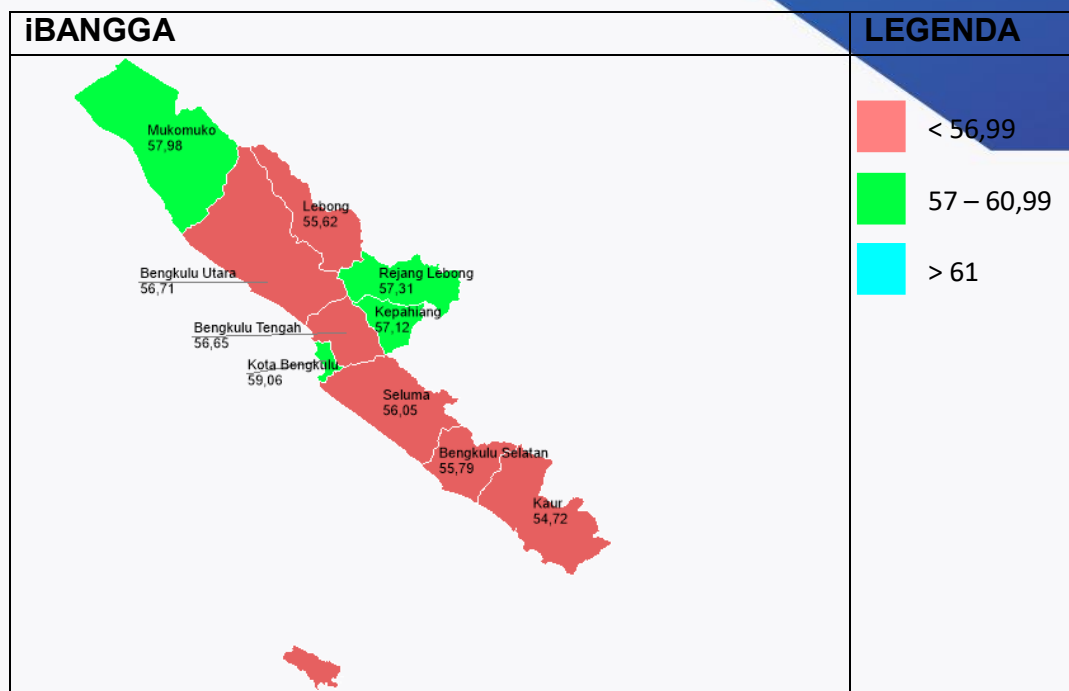 iBANGGA
LEGENDA
< 56,99
57 – 60,99
> 61
Mukomuko
57,98
Lebong
55,62
Bengkulu Utara
56,71
Rejang Lebong
57,31
Kepahiang
57,12
Bengkulu Tengah
56,65
Kota Bengkulu
59,06
Seluma
56,05
Bengkulu Selatan
55,79
Kaur
54,72